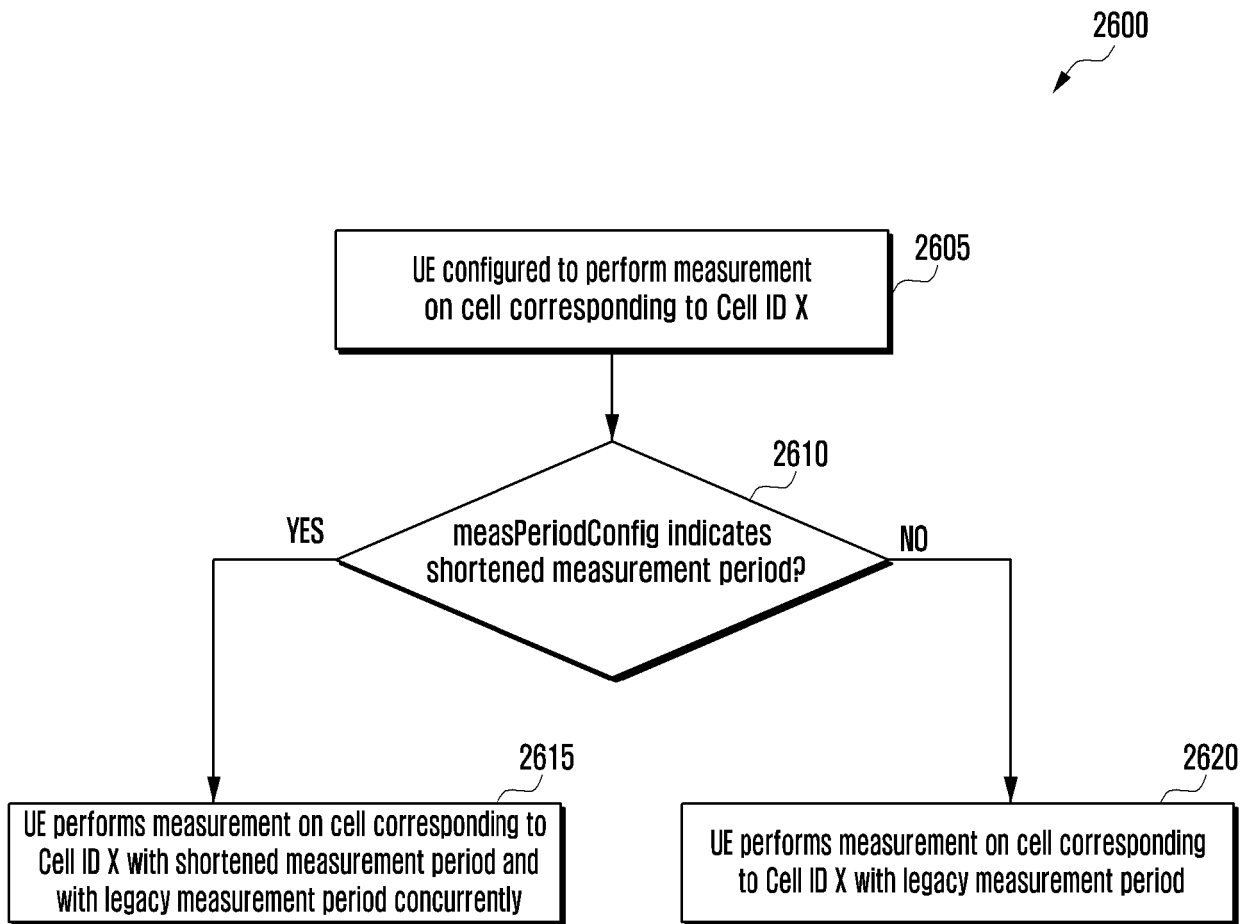 2600
2605
UE configured to perform measurement
on cell corresponding to Cell ID X
2610
measPeriodConfig indicates
shortened measurement period?
YES
NO
2615
UE performs measurement on cell corresponding to
Cell ID X with shortened measurement period and
with legacy measurement period concurrently
2620
UE performs measurement on cell corresponding
to Cell ID X with legacy measurement period